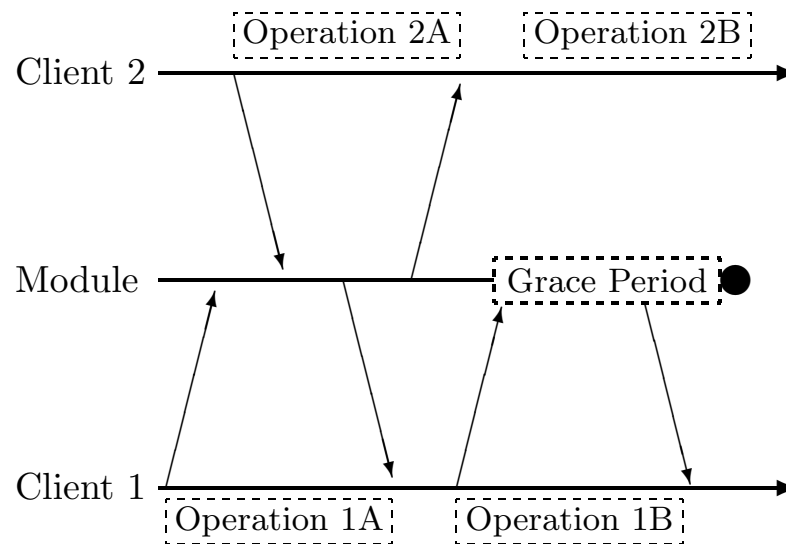 Operation 2A
Operation 2B
Client 2
Module
Grace Period
Client 1
Operation 1A
Operation 1B